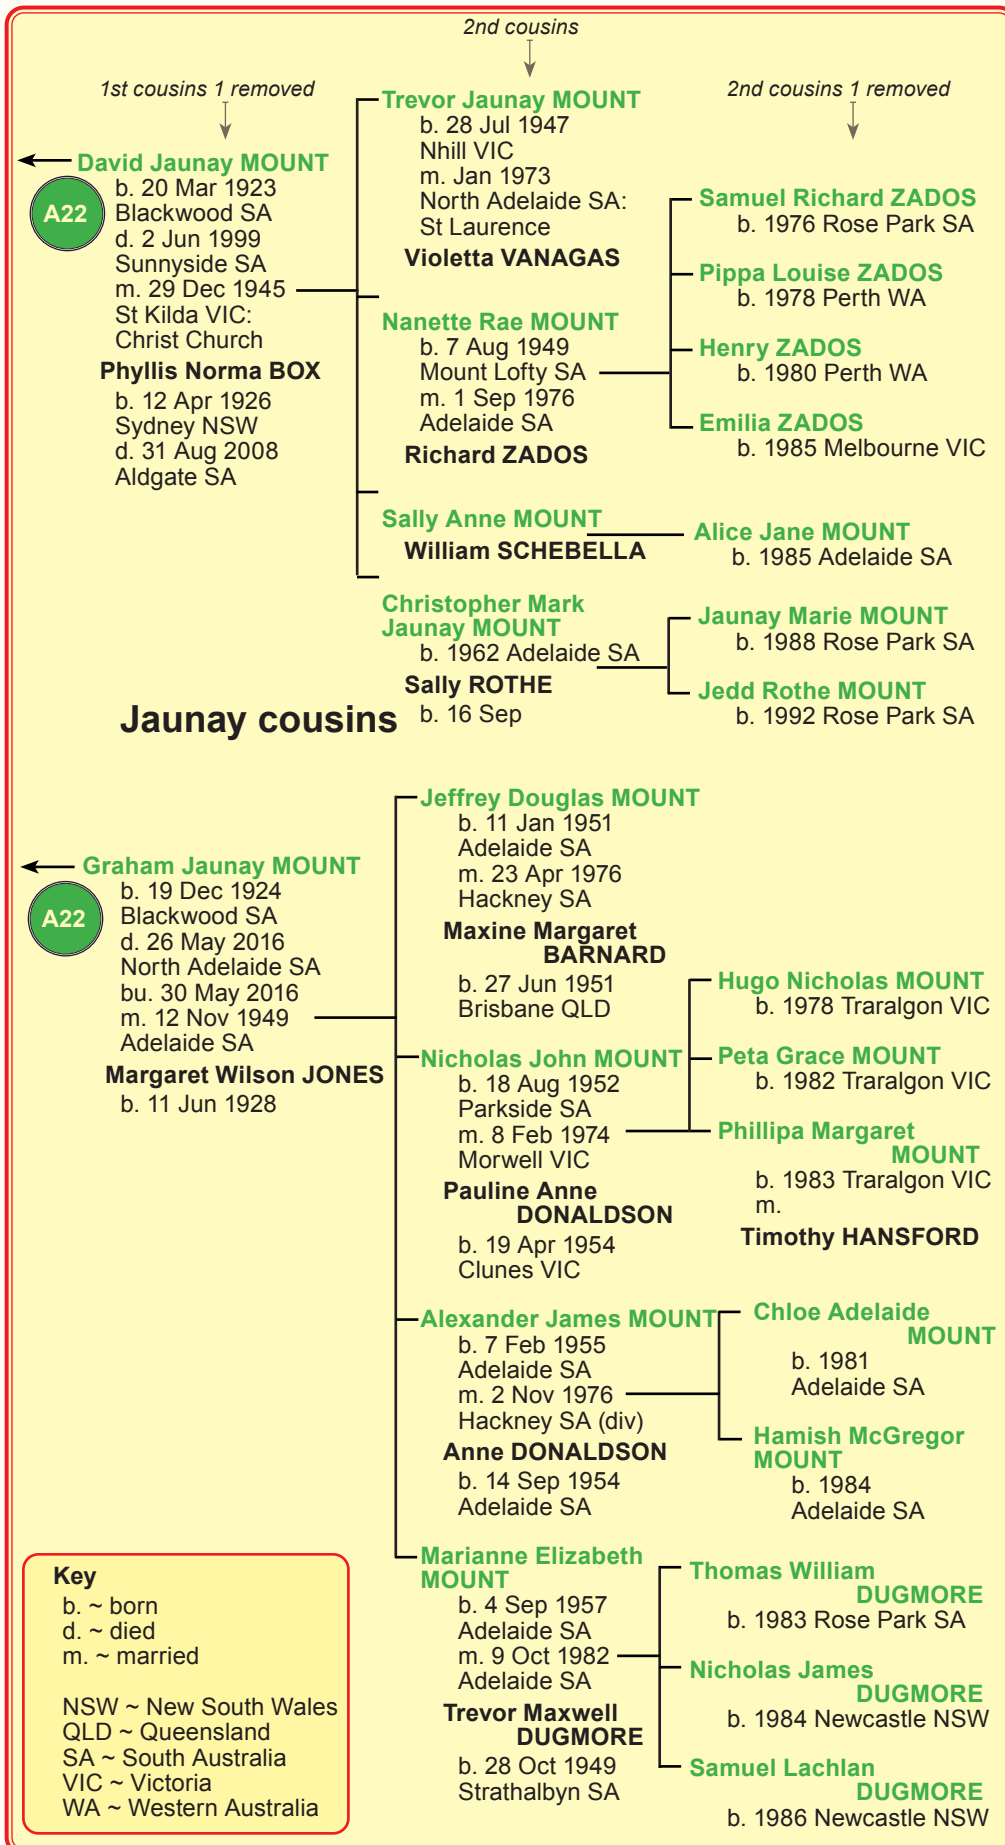 2nd cousins
1st cousins 1 removed
2nd cousins 1 removed
David Jaunay MOUNT
A22
b. 20 Mar 1923
Blackwood SA
d. 2 Jun 1999
Sunnyside SA
m. 29 Dec 1945
St Kilda VIC:
Christ Church
Phyllis Norma BOX
b. 12 Apr 1926
Sydney NSW
d. 31 Aug 2008
Aldgate SA
Trevor Jaunay MOUNT
b. 28 Jul 1947
Nhill VIC
m. Jan 1973
North Adelaide SA:
St Laurence
Violetta VANAGAS
Nanette Rae MOUNT
b. 7 Aug 1949
Mount Lofty SA
m. 1 Sep 1976
Adelaide SA
Richard ZADOS
Samuel Richard ZADOS
b. 1976 Rose Park SA
Pippa Louise ZADOS
b. 1978 Perth WA
Henry ZADOS
b. 1980 Perth WA
Emilia ZADOS
b. 1985 Melbourne VIC
Sally Anne MOUNT
William SCHEBELLA
Alice Jane MOUNT
b. 1985 Adelaide SA
Christopher Mark
Jaunay MOUNT
b. 1962 Adelaide SA
Sally ROTHE
b. 16 Sep
Jaunay Marie MOUNT
b. 1988 Rose Park SA
Jedd Rothe MOUNT
b. 1992 Rose Park SA
Jaunay cousins
Graham Jaunay MOUNT
A22
b. 19 Dec 1924
Blackwood SA
d. 26 May 2016
North Adelaide SA
bu. 30 May 2016
m. 12 Nov 1949
Adelaide SA
Margaret Wilson JONES
b. 11 Jun 1928
Jeffrey Douglas MOUNT
b. 11 Jan 1951
Adelaide SA
m. 23 Apr 1976
Hackney SA
Maxine Margaret
BARNARD
b. 27 Jun 1951
Brisbane QLD
Nicholas John MOUNT
b. 18 Aug 1952
Parkside SA
m. 8 Feb 1974
Morwell VIC
Pauline Anne
DONALDSON
b. 19 Apr 1954
Clunes VIC
Hugo Nicholas MOUNT
b. 1978 Traralgon VIC
Peta Grace MOUNT
b. 1982 Traralgon VIC
Phillipa Margaret
MOUNT
b. 1983 Traralgon VIC
m.
Timothy HANSFORD
Alexander James MOUNT
b. 7 Feb 1955
Adelaide SA
m. 2 Nov 1976
Hackney SA (div)
Anne DONALDSON
b. 14 Sep 1954
Adelaide SA
Chloe Adelaide
MOUNT
b. 1981
Adelaide SA
Hamish McGregor
MOUNT
b. 1984
Adelaide SA
Marianne Elizabeth
MOUNT
b. 4 Sep 1957
Adelaide SA
m. 9 Oct 1982
Adelaide SA
Trevor Maxwell
DUGMORE
b. 28 Oct 1949
Strathalbyn SA
Thomas William
DUGMORE
b. 1983 Rose Park SA
Nicholas James
DUGMORE
b. 1984 Newcastle NSW
Samuel Lachlan
DUGMORE
b. 1986 Newcastle NSW
Key
b. ~ born
d. ~ died
m. ~ married
NSW ~ New South Wales
QLD ~ Queensland
SA ~ South Australia
VIC ~ Victoria
WA ~ Western Australia